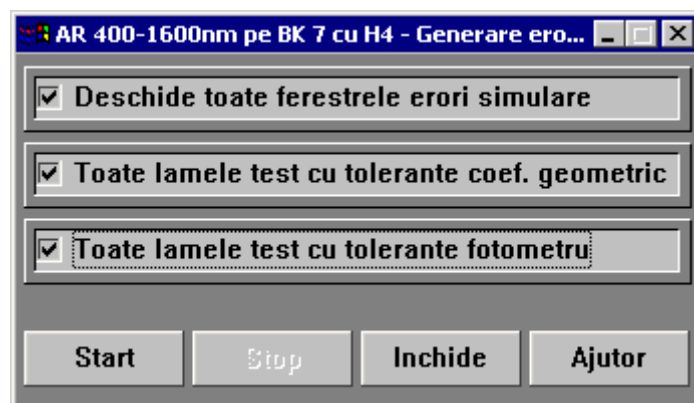 AR 400-1600nm pe BK 7 cu H4 - Generare ero...
Deschide toate ferestrele erori simulare
Toate lamele test cu tolerante coef. geometric
Toate lamele test cu tolerante fotometru
Start Stop Inchide Ajutor